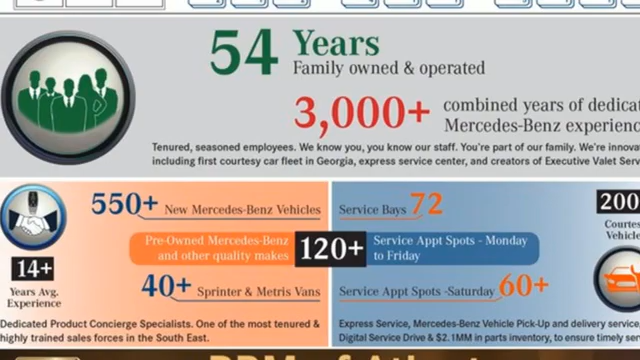 54 Years
Family owned & operated
3,000+ combined years of dedicat
Mercedes-Benz experienc
Tenured, seasoned employees. We know you, you know our staff. You're part of our family. We're innovat
including first courtesy car fleet in Georgia, express service center, and creators of Executive Valet Serv
550+ New Mercedes-Benz Vehicles
Service Bays 72
200
Courtes
Vehicle
Pre-Owned Mercedes-Benz
and other quality makes
120+
Service Appt Spots - Monday
to Friday
14+
Years Avg.
Experience
40+ Sprinter & Metris Vans
Service Appt Spots -Saturday 60+
Dedicated Product Concierge Specialists. One of the most tenured &
highly trained sales forces in the South East.
Express Service, Mercedes-Benz Vehicle Pick-Up and delivery service,
Digital Service Drive & $2.1MM in parts inventory, to ensure timely serv